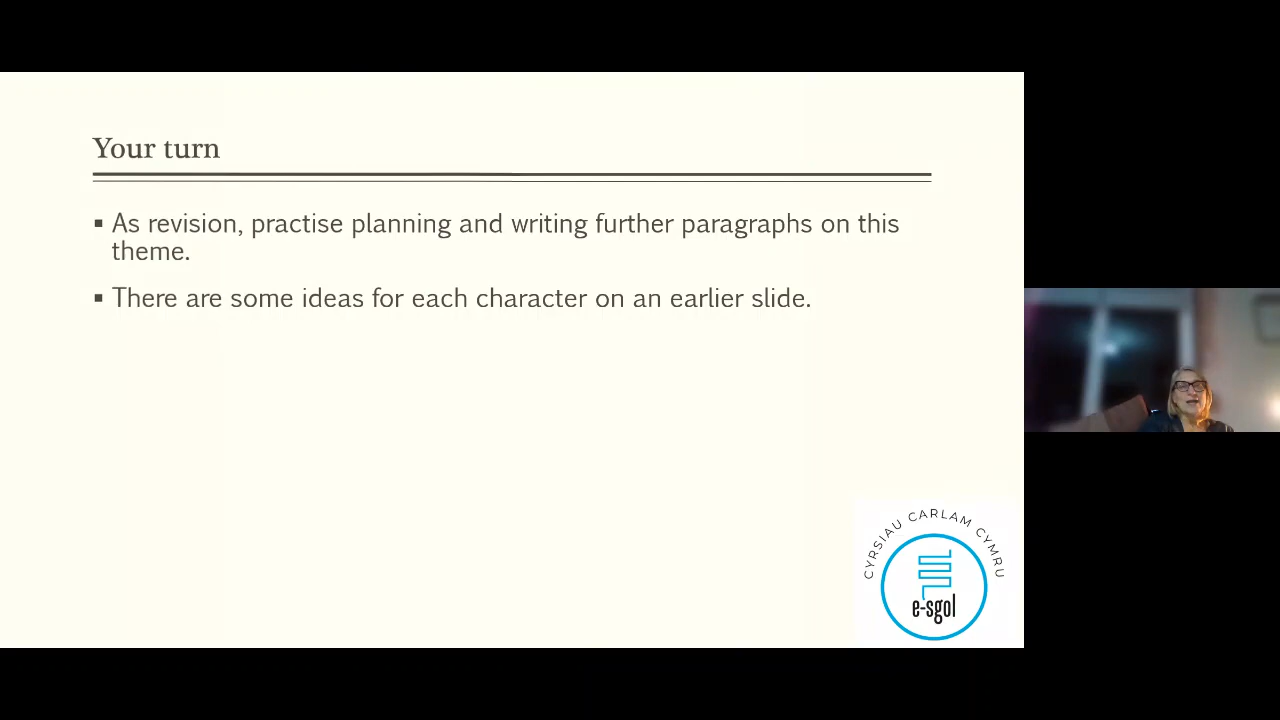 Your turn
▪ As revision, practise planning and writing further paragraphs on this
theme.
▪ There are some ideas for each character on an earlier slide.
CYRSIAU CARLAM CYMRU
e-sgol